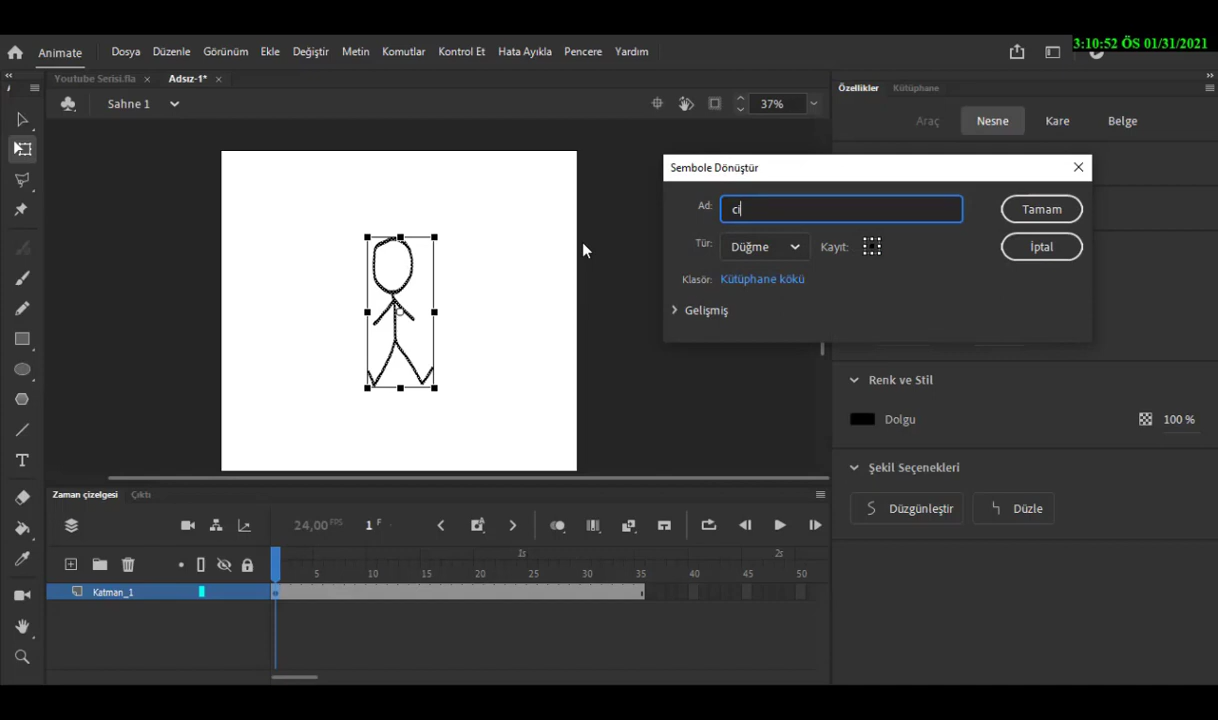 3:10:52 ÖS 01/31/2021
Animate Dosya Düzenle Görünüm Ekle Değiştir Metin Komutlar Kontrol Et Hata Ayıkla Pencere Yardım
Youtube Serisi.fla × Adsız-1* ×
Özellikler Kütüphane
Sahne 1 37%
Araç Nesne Kare Belge
Sembole Dönüştür
Ad: ci Tamam
Tür: Düğme Kayıt: İptal
Klasör: Kütüphane kökü
Gelişmiş
Renk ve Stil
Dolgu 100 %
Şekil Seçenekleri
Düzgünleştir Düzle
Zaman çizelgesi Çıktı
24,00 FPS 1 F
1s 2s
5 10 15 20 25 30 35 40 45 50
Katman_1